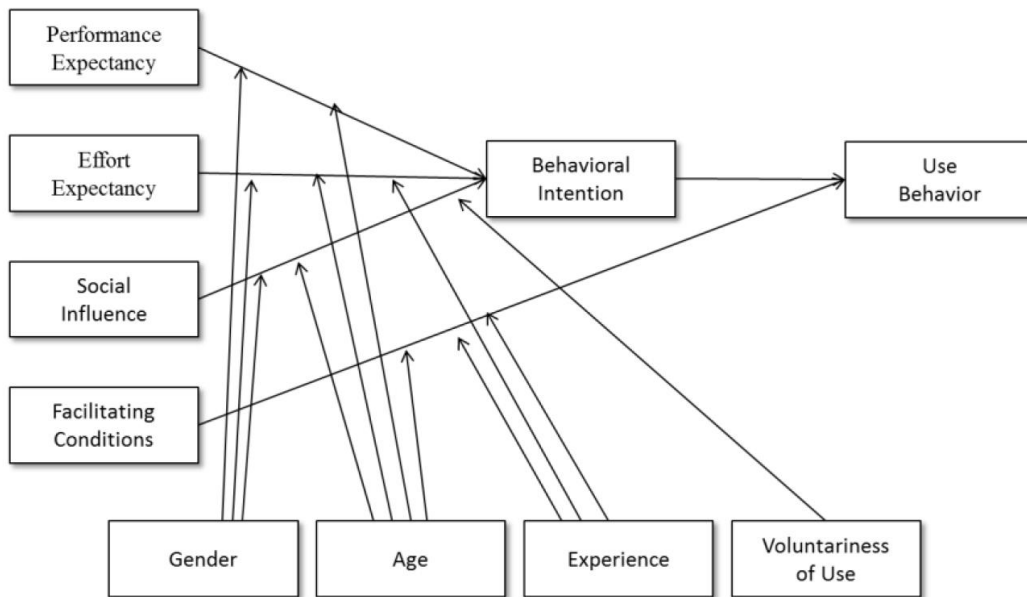 Performance
Expectancy
Effort
Expectancy
Behavioral
Intention
Use
Behavior
Social
Influence
Facilitating
Conditions
Gender
Age
Experience
Voluntariness
of Use